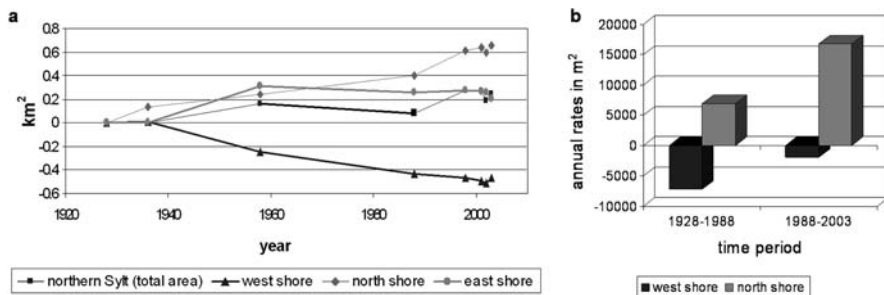 a
0.8
0.6
0.4
0.2
0
-0.2
-0.4
-0.6
km²
1920 1940 1960 1980 2000
year
northern Sylt (total area) west shore north shore east shore
b
20000
15000
10000
5000
0
-5000
-10000
annual rates in m²
1928-1988 1988-2003
time period
west shore north shore